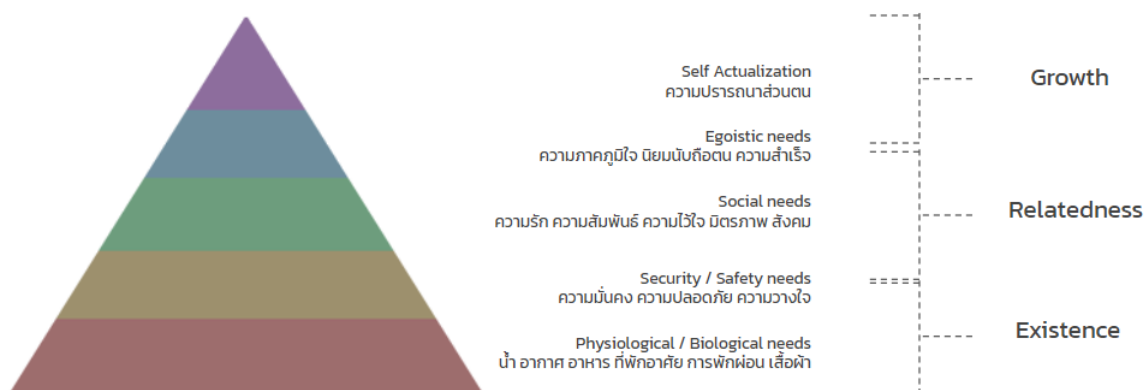 Self Actualization
ความปรารถนาส่วนตน
Growth
Egoistic needs
ความภาคภูมิใจ นิยมนับถือตน ความสำเร็จ
Social needs
ความรัก ความสัมพันธ์ ความไว้ใจ มิตรภาพ สังคม
Relatedness
Security / Safety needs
ความมั่นคง ความปลอดภัย ความวางใจ
Existence
Physiological / Biological needs
น้ำ อากาศ อาหาร ที่พักอาศัย การพักผ่อน เสื้อผ้า